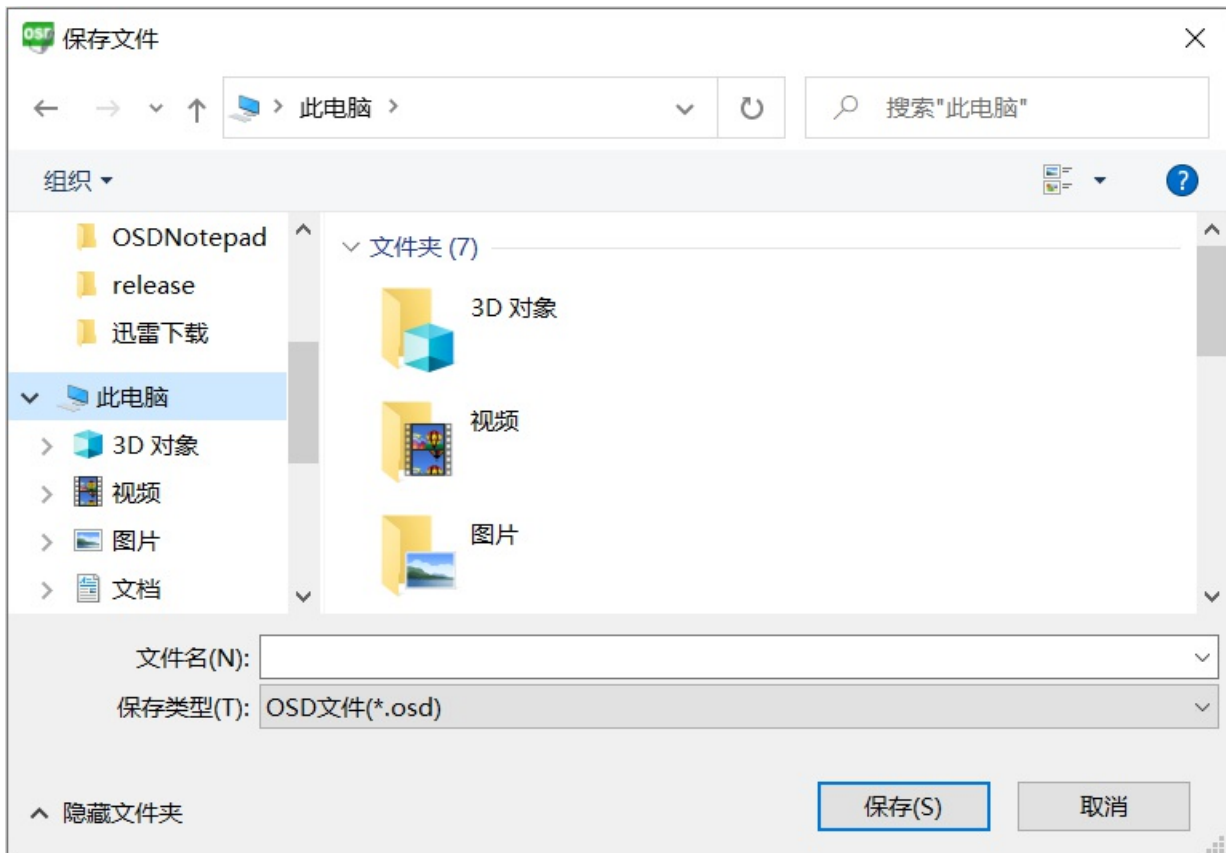 OSD 保存文件
此电脑
搜索"此电脑"
组织
OSDNotepad
release
迅雷下载
此电脑
3D 对象
视频
图片
文档
文件夹 (7)
3D 对象
视频
图片
文件名(N):
保存类型(T): OSD文件(*.osd)
隐藏文件夹
保存(S)
取消